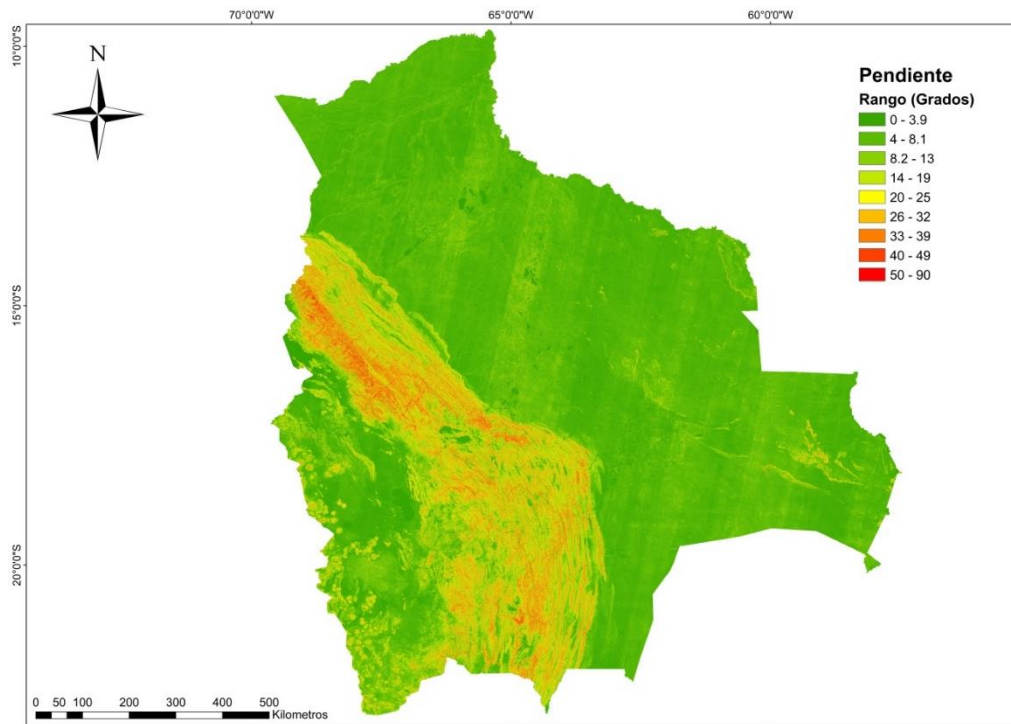 70°0'0"W 65°0'0"W 60°0'0"W
10°0'0"S
N
Pendiente
Rango (Grados)
0 - 3.9
4 - 8.1
8.2 - 13
14 - 19
20 - 25
26 - 32
33 - 39
40 - 49
50 - 90
15°0'0"S
20°0'0"S
0 50 100 200 300 400 500
Kilometros